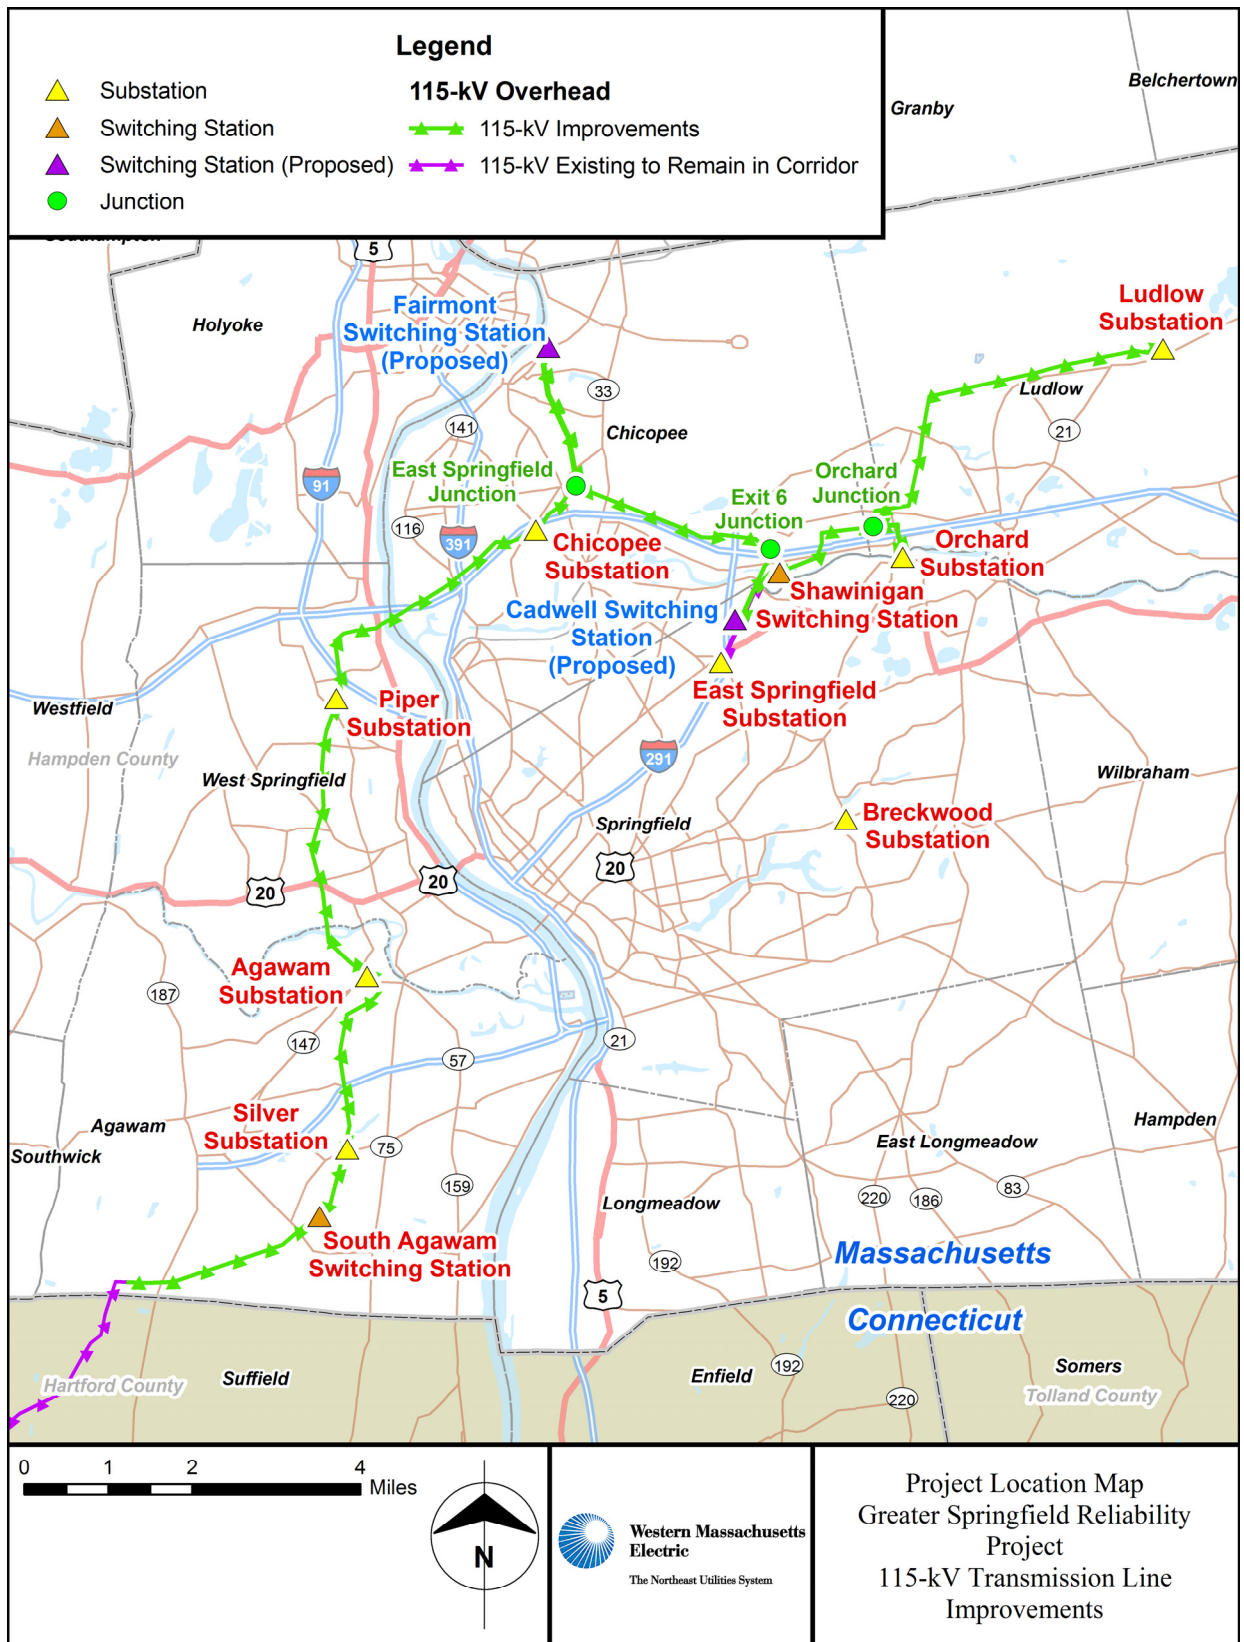 Legend
Substation
Switching Station
Switching Station (Proposed)
Junction
115-kV Overhead
115-kV Improvements
115-kV Existing to Remain in Corridor
Belchertown
Granby
5
Holyoke
Fairmont
Switching Station
(Proposed)
Ludlow
Substation
33
Ludlow
21
141
Chicopee
East Springfield
Junction
Orchard
Junction
Exit 6
Junction
91
116
391
Chicopee
Substation
Orchard
Substation
Cadwell Switching
Station
(Proposed)
Shawinigan
Switching Station
East Springfield
Substation
Westfield
Piper
Substation
Hampden County
West Springfield
291
Wilbraham
Springfield
Breckwood
Substation
20
20
20
Agawam
Substation
187
147
57
21
Silver
Substation
Agawam
75
Southwick
159
Hampden
East Longmeadow
220
186
83
Longmeadow
South Agawam
Switching Station
192
Massachusetts
5
Connecticut
192
Suffield
Hartford County
Enfield
220
Somers
Tolland County
0 1 2 4
Miles
N
Western Massachusetts
Electric
The Northeast Utilities System
Project Location Map
Greater Springfield Reliability
Project
115-kV Transmission Line
Improvements